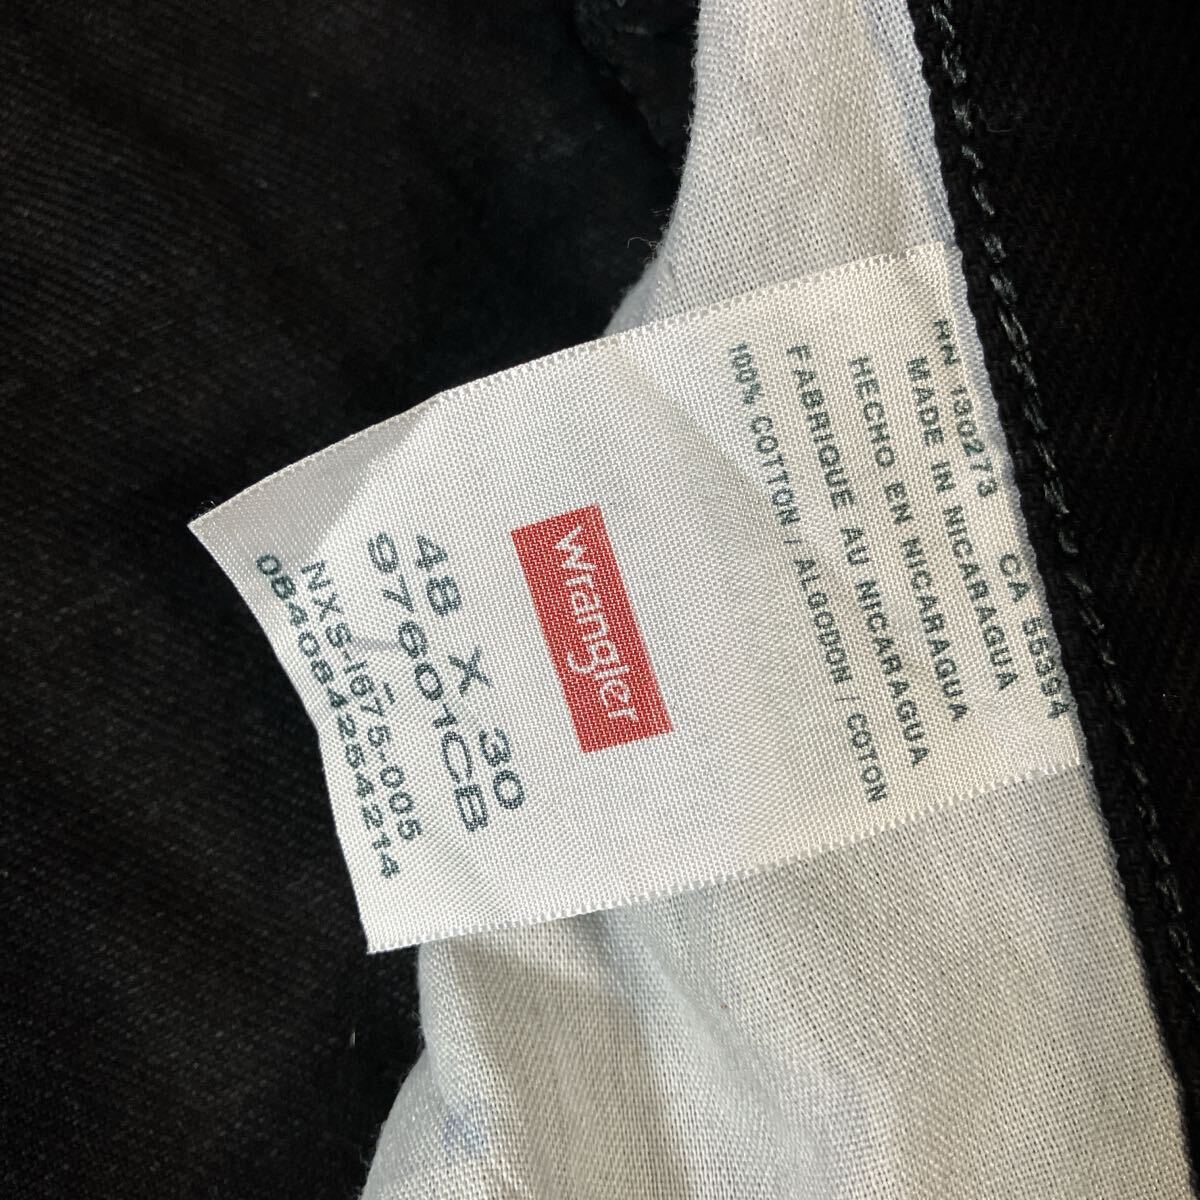 RN 130273 CA 55394
MADE IN NICARAGUA
HECHO EN NICARAGUA
FABRIQUE AU NICARAGUA
100% COTTON / ALGODON / COTON
Wrangler
48 X 30
97601CB
NXS-1675-005
084084254214